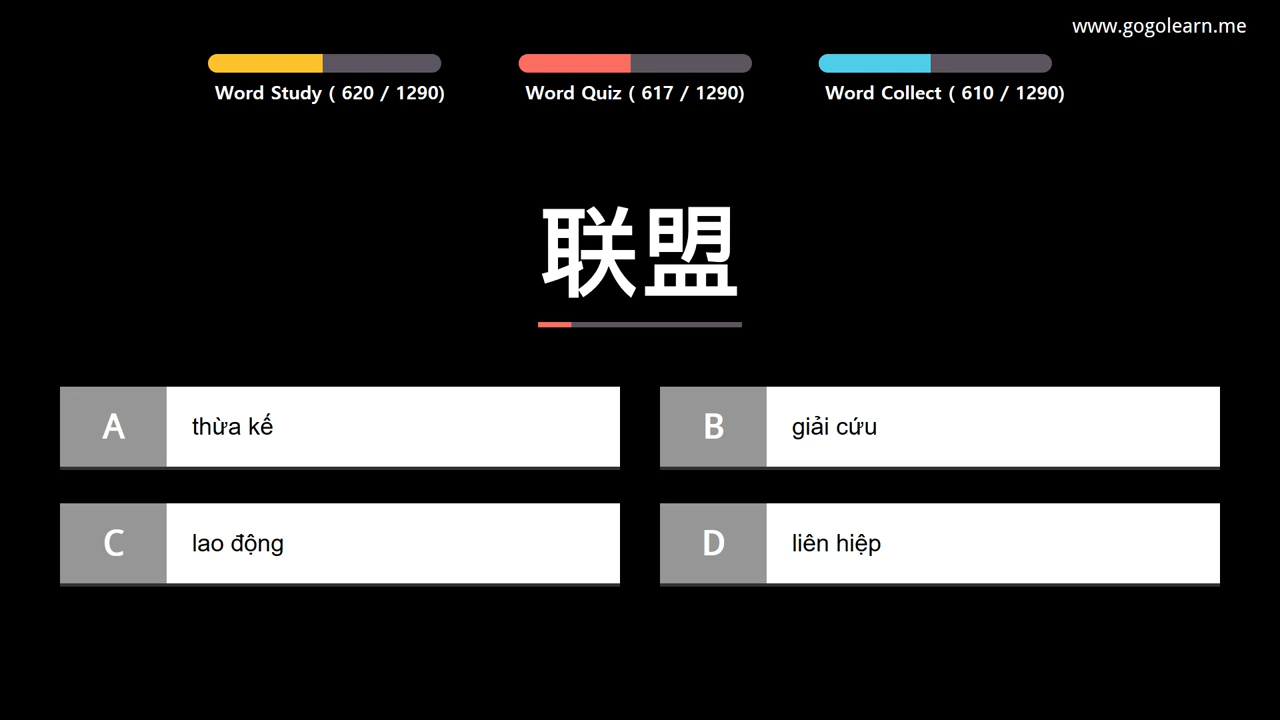 www.gogolearn.me
Word Study ( 620 / 1290)
Word Quiz ( 617 / 1290)
Word Collect ( 610 / 1290)
联盟
A thừa kế
B giải cứu
C lao động
D liên hiệp